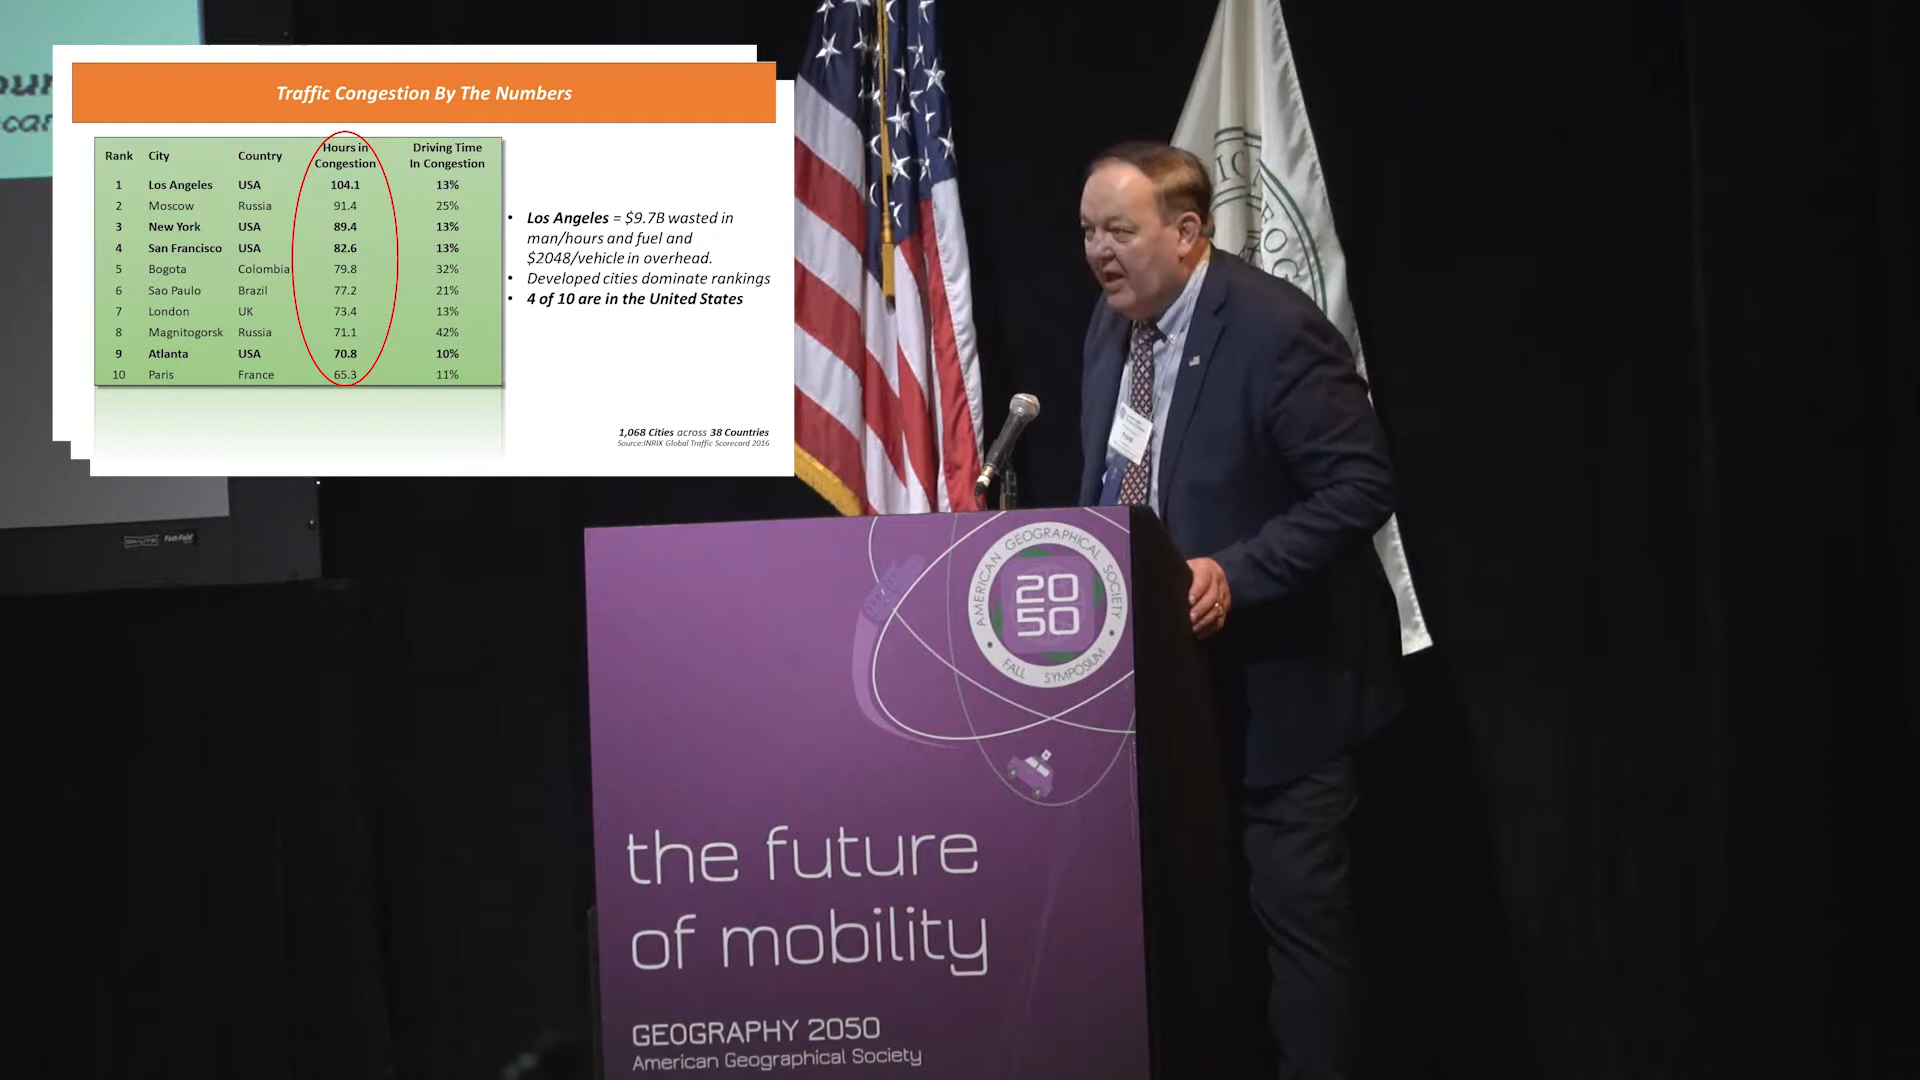 Traffic Congestion By The Numbers
Rank City Country Hours in Congestion Driving Time In Congestion
1 Los Angeles USA 104.1 13%
2 Moscow Russia 91.4 25%
3 New York USA 89.4 13%
4 San Francisco USA 82.6 13%
5 Bogota Colombia 79.8 32%
6 Sao Paulo Brazil 77.2 21%
7 London UK 73.4 13%
8 Magnitogorsk Russia 71.1 42%
9 Atlanta USA 70.8 10%
10 Paris France 65.3 11%
• Los Angeles = $9.7B wasted in
man/hours and fuel and
$2048/vehicle in overhead.
• Developed cities dominate rankings
• 4 of 10 are in the United States
1,068 Cities across 38 Countries
Source:INRIX Global Traffic Scorecard 2016
DA-LITE Fast-Fold
AMERICAN GEOGRAPHICAL SOCIETY
20
50
FALL SYMPOSIUM
the future
of mobility
GEOGRAPHY 2050
American Geographical Society